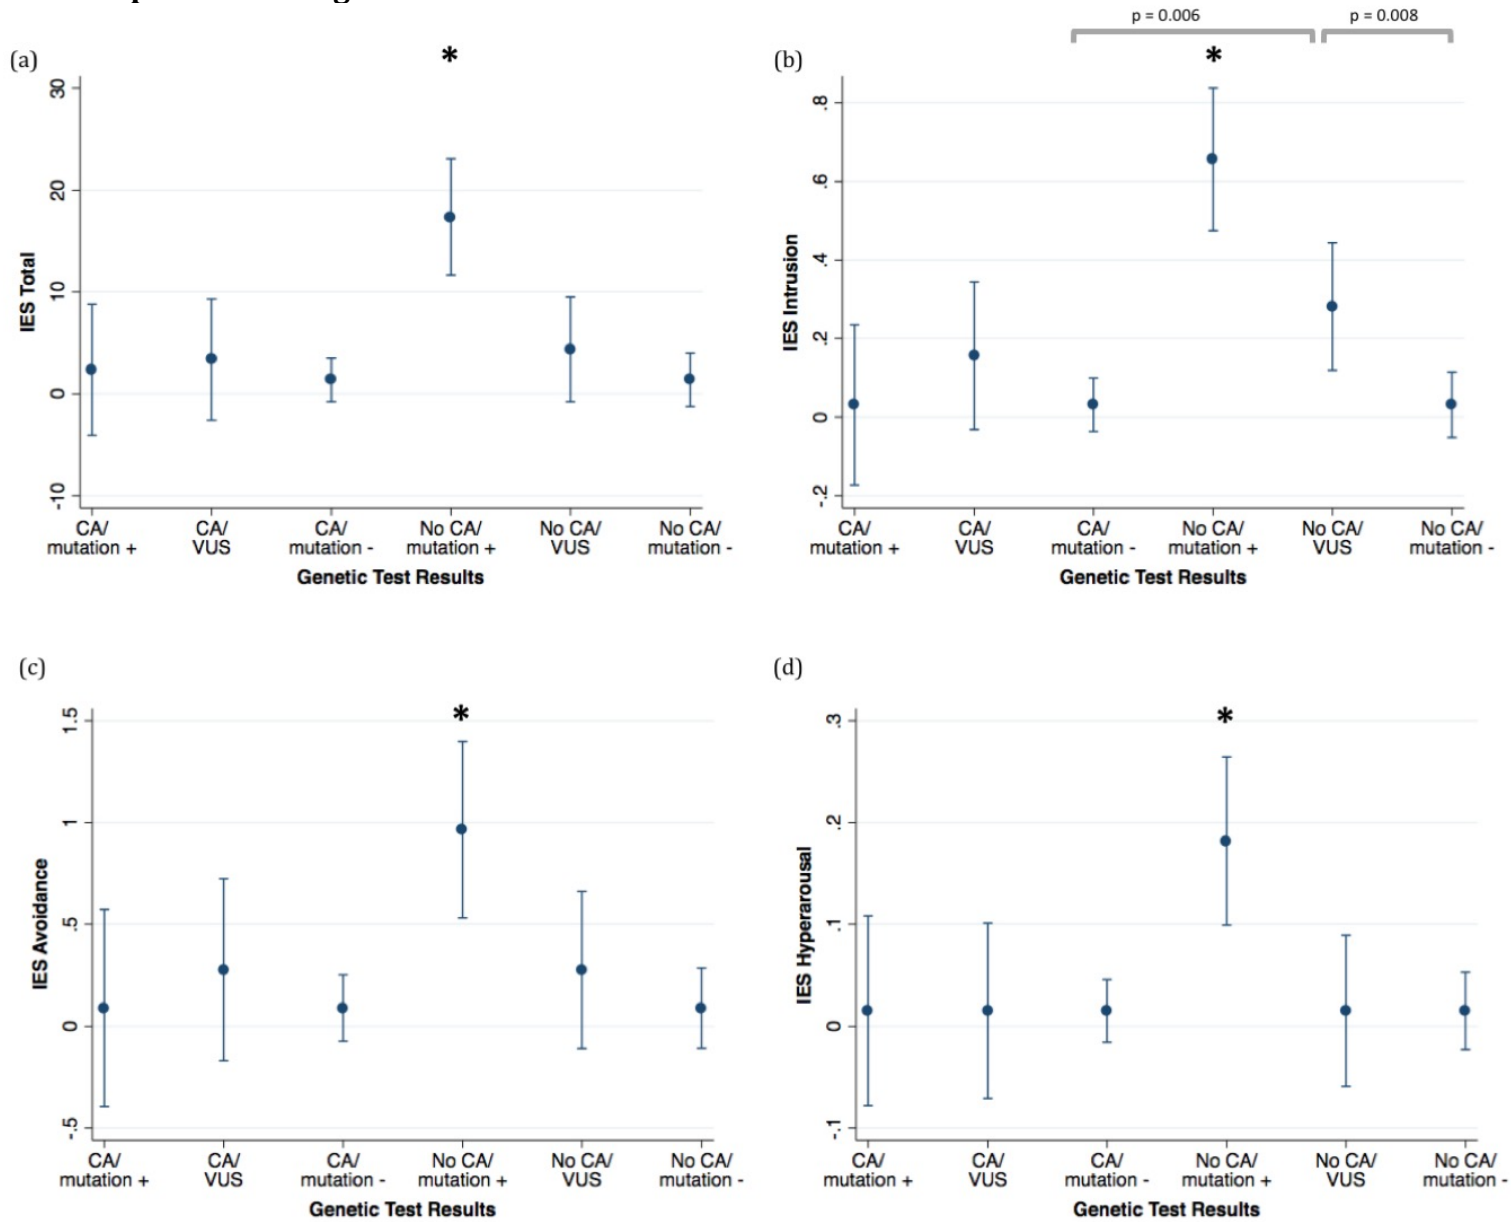 p = 0.006
p = 0.008
(a)
*
30
20
10
0
-10
IES Total
CA/
mutation +
CA/
VUS
CA/
mutation -
No CA/
mutation +
No CA/
VUS
No CA/
mutation -
Genetic Test Results
(b)
*
.8
.6
.4
.2
0
-.2
IES Intrusion
CA/
mutation +
CA/
VUS
CA/
mutation -
No CA/
mutation +
No CA/
VUS
No CA/
mutation -
Genetic Test Results
(c)
*
1.5
1
.5
0
-.5
IES Avoidance
CA/
mutation +
CA/
VUS
CA/
mutation -
No CA/
mutation +
No CA/
VUS
No CA/
mutation -
Genetic Test Results
(d)
*
.3
.2
.1
0
-.1
IES Hyperarousal
CA/
mutation +
CA/
VUS
CA/
mutation -
No CA/
mutation +
No CA/
VUS
No CA/
mutation -
Genetic Test Results